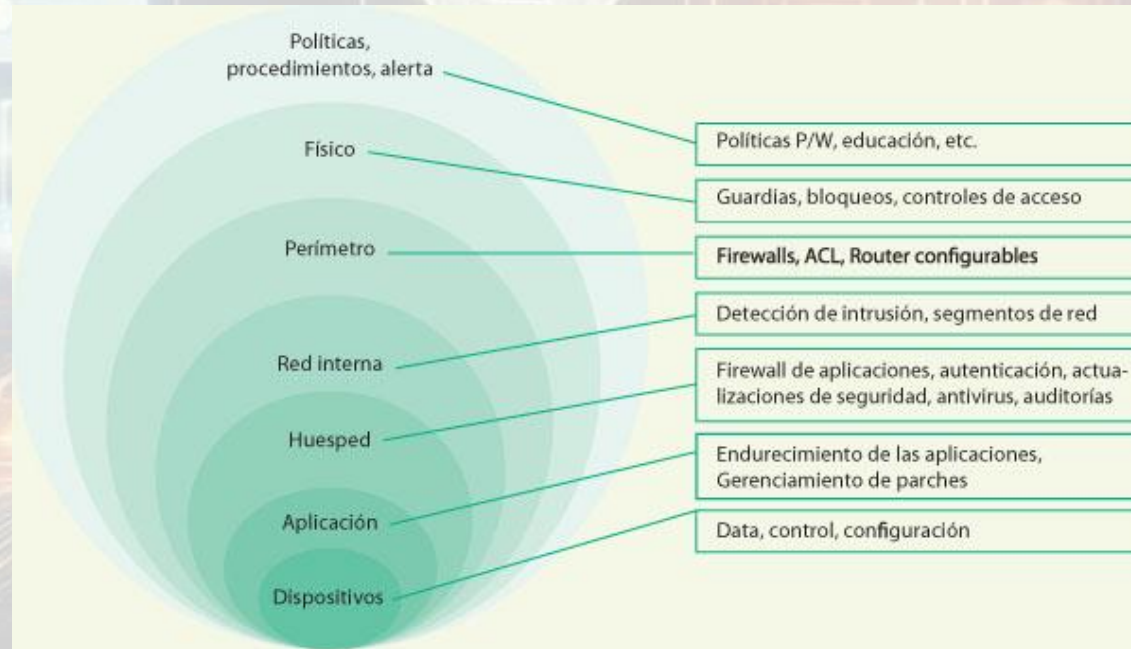 Políticas,
procedimientos, alerta
Físico
Perímetro
Red interna
Huesped
Aplicación
Dispositivos
Políticas P/W, educación, etc.
Guardias, bloqueos, controles de acceso
Firewalls, ACL, Router configurables
Detección de intrusión, segmentos de red
Firewall de aplicaciones, autenticación, actua-
lizaciones de seguridad, antivirus, auditorías
Endurecimiento de las aplicaciones,
Gerenciamiento de parches
Data, control, configuración